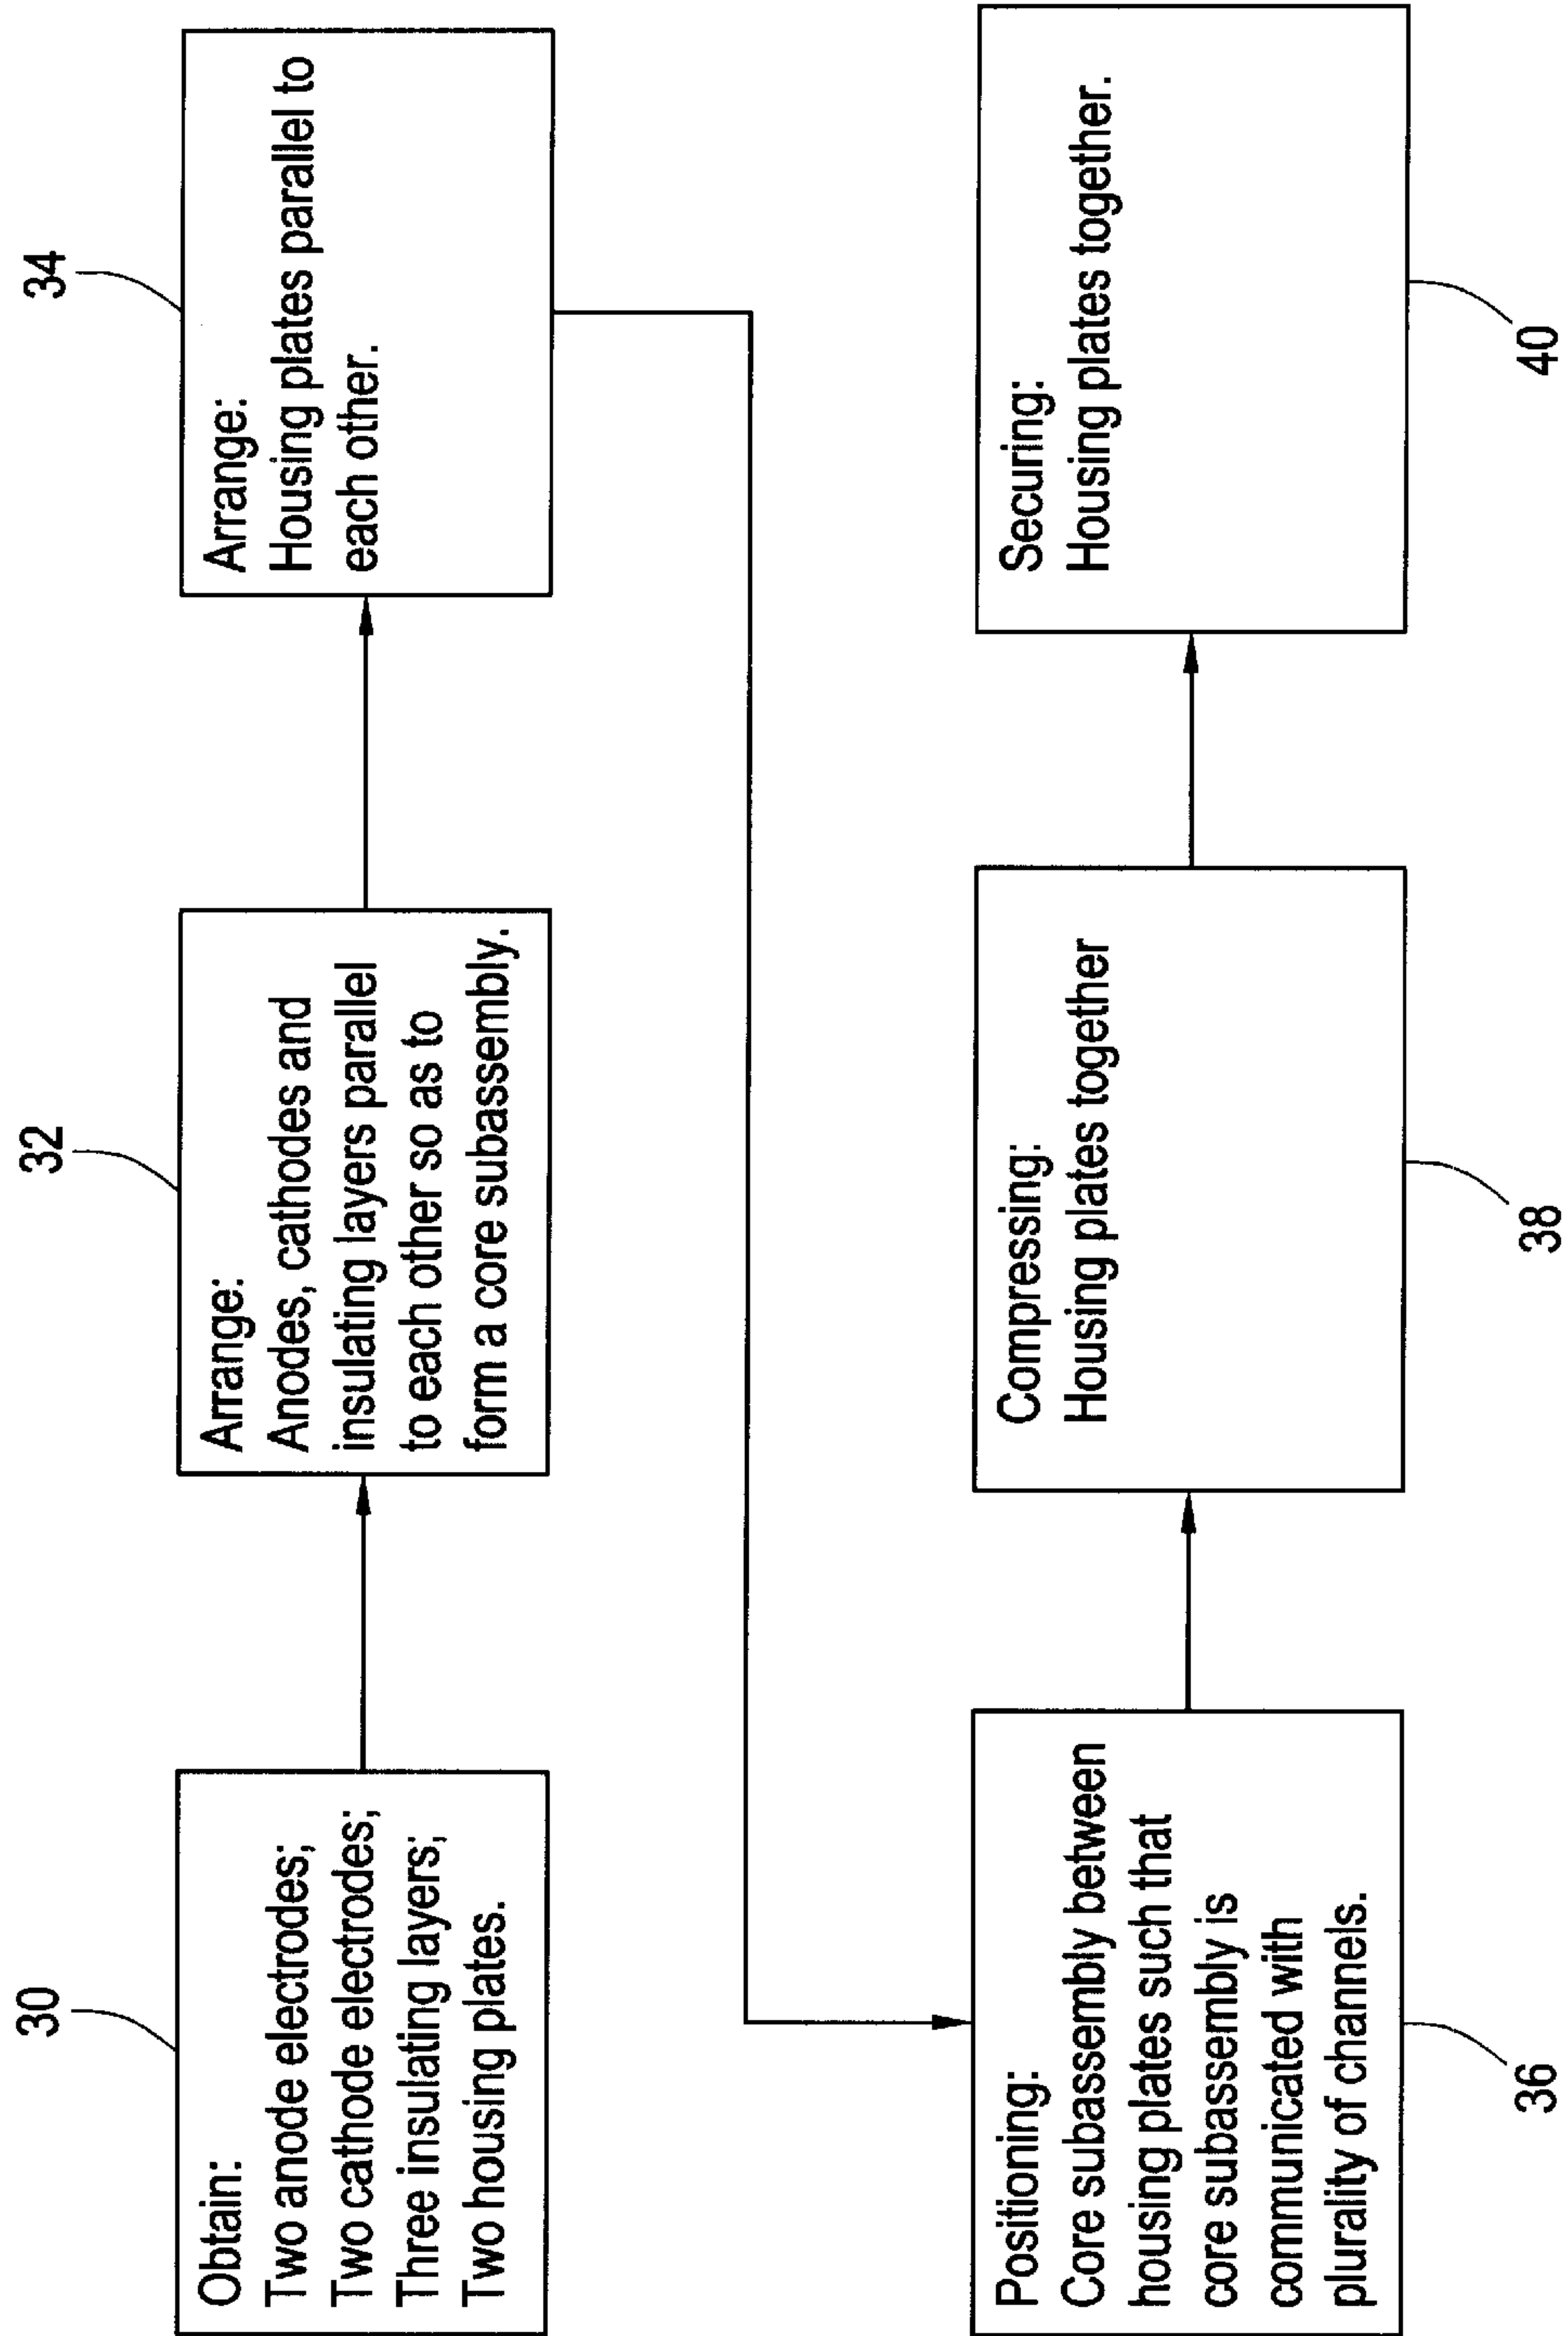 30
Obtain:
Two anode electrodes;
Two cathode electrodes;
Three insulating layers;
Two housing plates.
32
Arrange:
Anodes, cathodes and
insulating layers parallel
to each other so as to
form a core subassembly.
34
Arrange:
Housing plates parallel to
each other.
Positioning:
Core subassembly between
housing plates such that
core subassembly is
communicated with
plurality of channels.
36
Compressing:
Housing plates together
38
Securing:
Housing plates together.
40